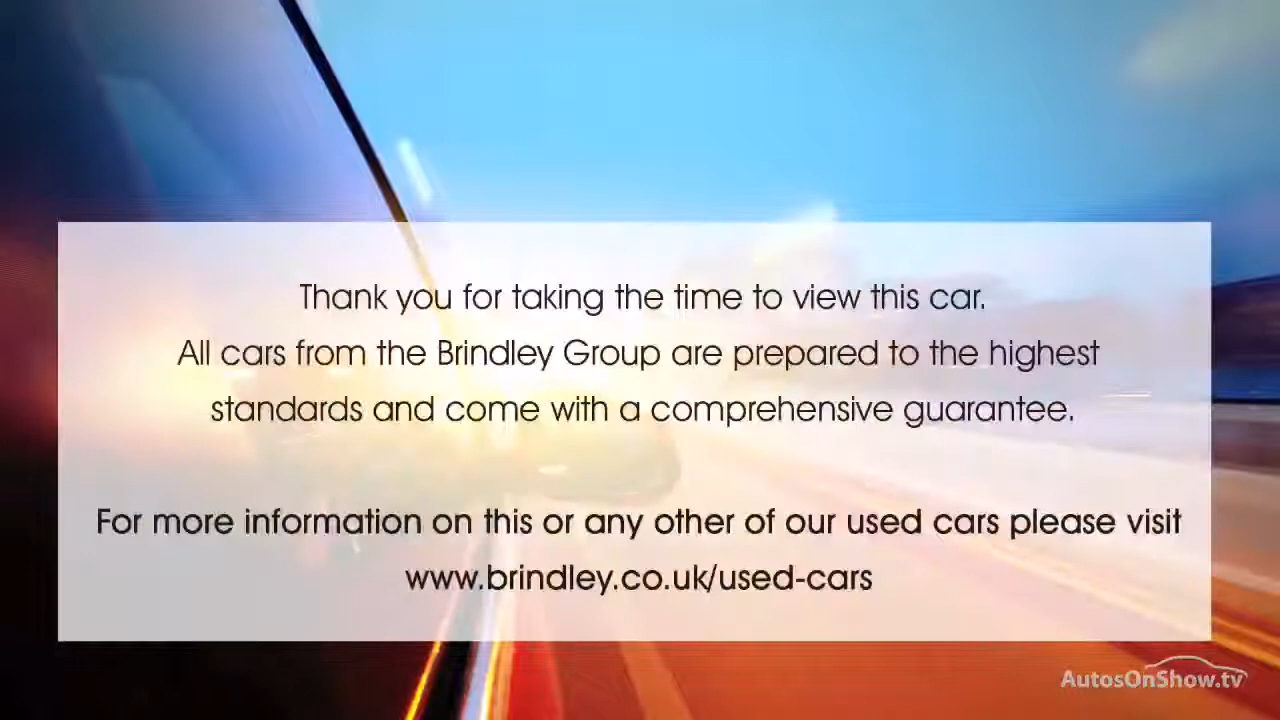 Thank you for taking the time to view this car.
All cars from the Brindley Group are prepared to the highest
standards and come with a comprehensive guarantee.
For more information on this or any other of our used cars please visit
www.brindley.co.uk/used-cars
AutosOnShow.tv